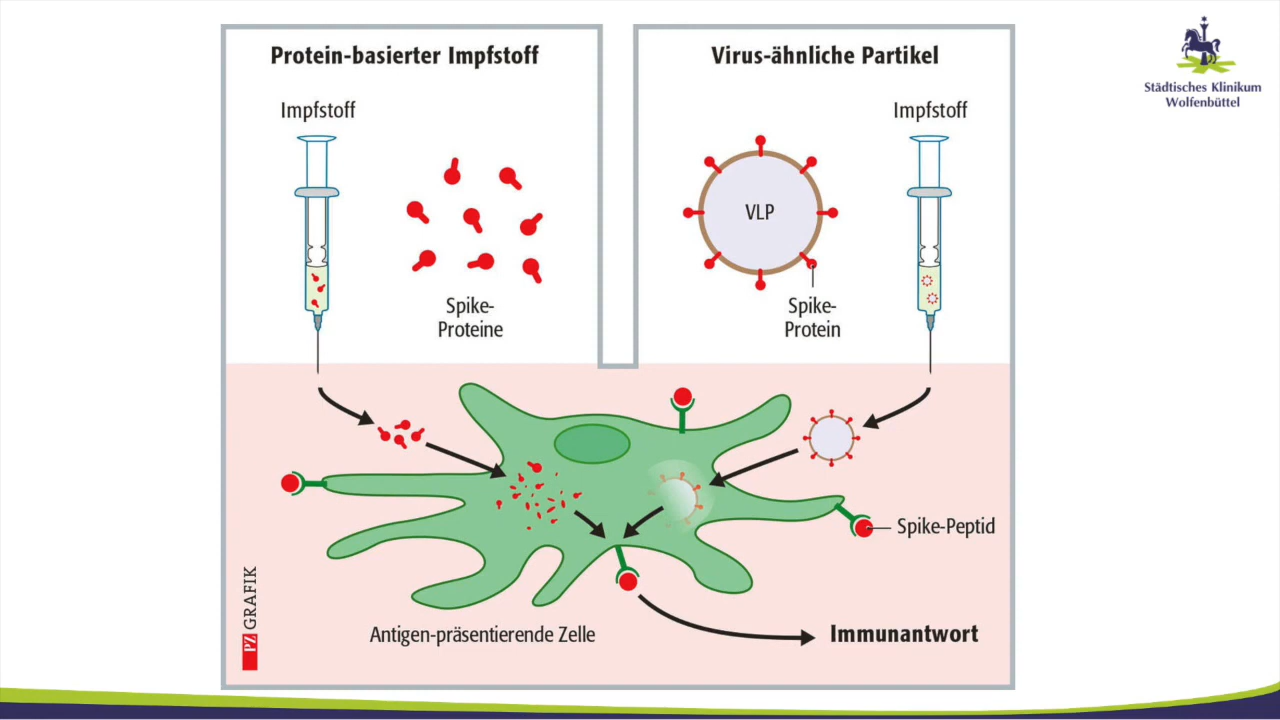 Protein-basierter Impfstoff
Impfstoff
Spike-
Proteine
Virus-ähnliche Partikel
Impfstoff
VLP
Spike-
Protein
Städtisches Klinikum
Wolfenbüttel
Spike-Peptid
Antigen-präsentierende Zelle
Immunantwort
PZ GRAFIK